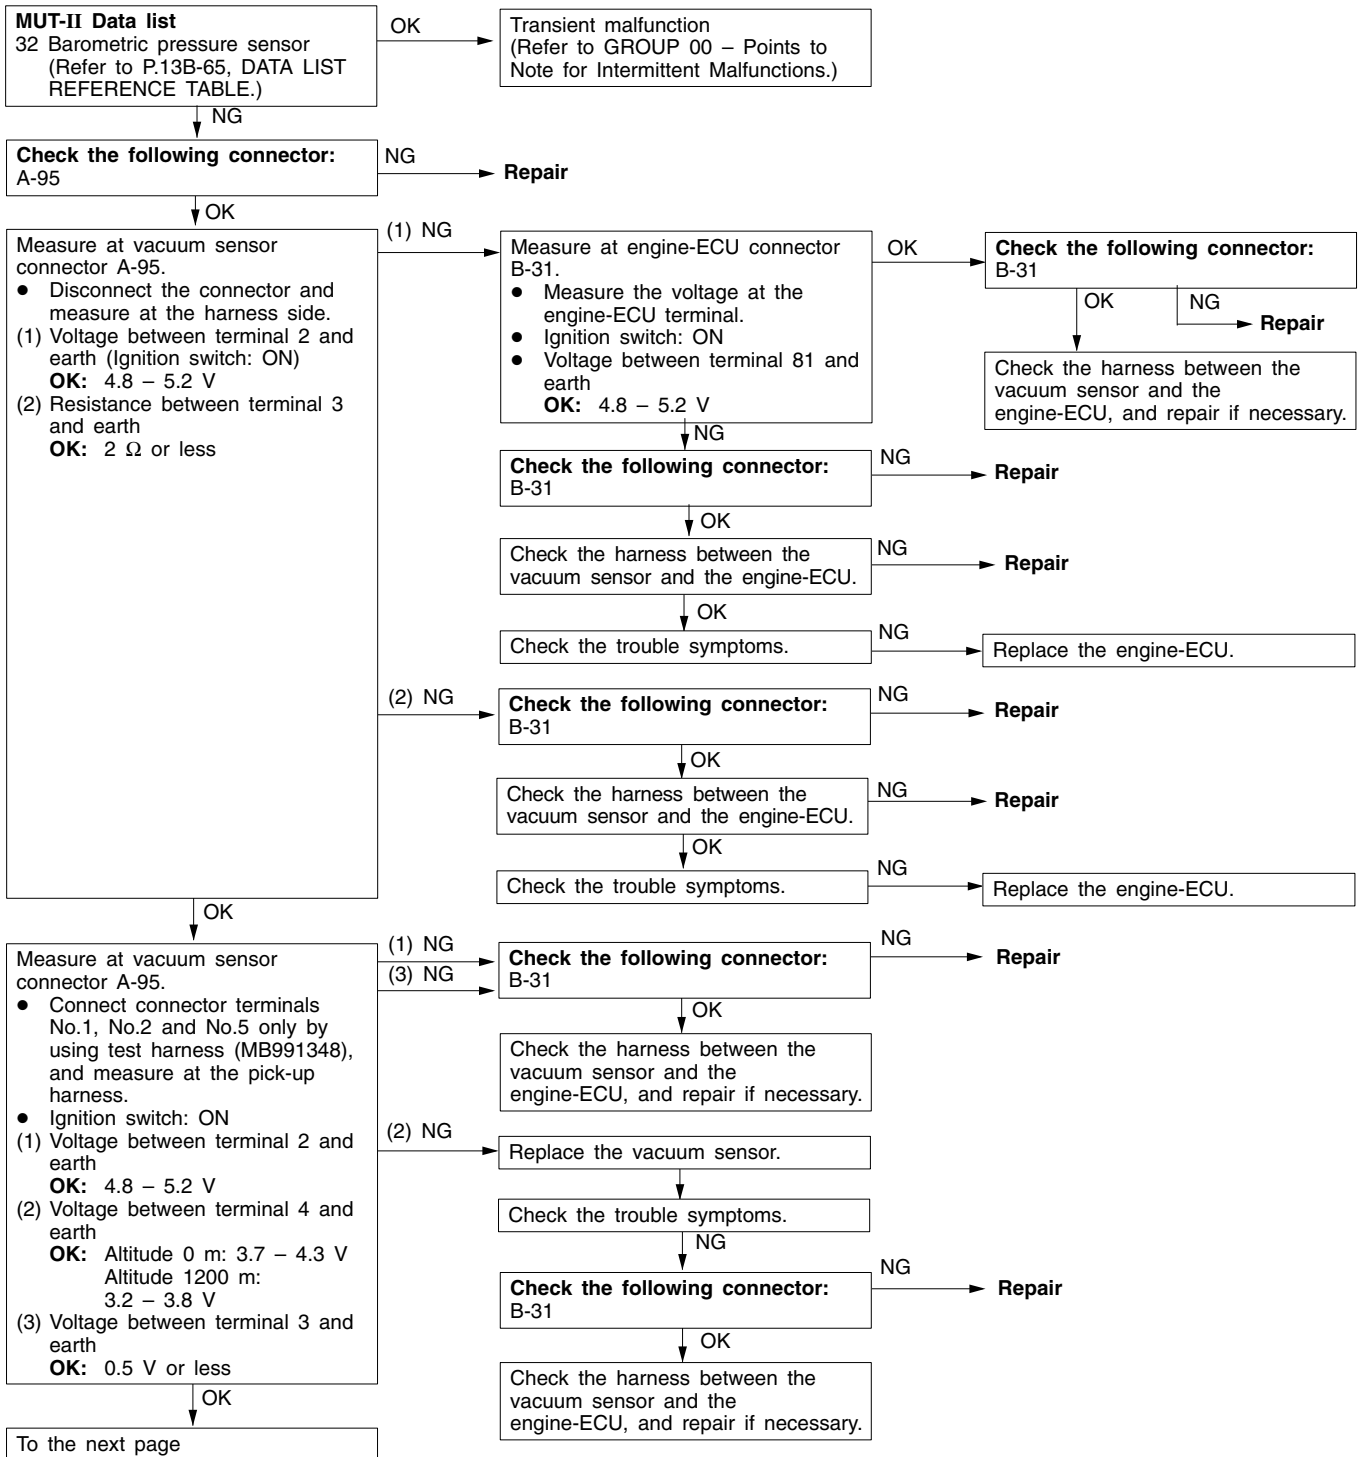 MUT-II Data list
32 Barometric pressure sensor
(Refer to P.13B-65, DATA LIST
REFERENCE TABLE.)
OK
Transient malfunction
(Refer to GROUP 00 – Points to
Note for Intermittent Malfunctions.)
NG
Check the following connector:
A-95
NG
Repair
OK
Measure at vacuum sensor
connector A-95.
● Disconnect the connector and
measure at the harness side.
(1) Voltage between terminal 2 and
earth (Ignition switch: ON)
OK: 4.8 – 5.2 V
(2) Resistance between terminal 3
and earth
OK: 2 Ω or less
(1) NG
Measure at engine-ECU connector
B-31.
● Measure the voltage at the
engine-ECU terminal.
● Ignition switch: ON
● Voltage between terminal 81 and
earth
OK: 4.8 – 5.2 V
OK
Check the following connector:
B-31
OK
NG
Repair
Check the harness between the
vacuum sensor and the
engine-ECU, and repair if necessary.
NG
Check the following connector:
B-31
NG
Repair
OK
Check the harness between the
vacuum sensor and the engine-ECU.
NG
Repair
OK
Check the trouble symptoms.
NG
Replace the engine-ECU.
(2) NG
Check the following connector:
B-31
NG
Repair
OK
Check the harness between the
vacuum sensor and the engine-ECU.
NG
Repair
OK
Check the trouble symptoms.
NG
Replace the engine-ECU.
OK
Measure at vacuum sensor
connector A-95.
● Connect connector terminals
No.1, No.2 and No.5 only by
using test harness (MB991348),
and measure at the pick-up
harness.
● Ignition switch: ON
(1) Voltage between terminal 2 and
earth
OK: 4.8 – 5.2 V
(2) Voltage between terminal 4 and
earth
OK: Altitude 0 m: 3.7 – 4.3 V
Altitude 1200 m:
3.2 – 3.8 V
(3) Voltage between terminal 3 and
earth
OK: 0.5 V or less
(1) NG
(3) NG
Check the following connector:
B-31
NG
Repair
OK
Check the harness between the
vacuum sensor and the
engine-ECU, and repair if necessary.
(2) NG
Replace the vacuum sensor.
Check the trouble symptoms.
NG
Check the following connector:
B-31
NG
Repair
OK
Check the harness between the
vacuum sensor and the
engine-ECU, and repair if necessary.
OK
To the next page